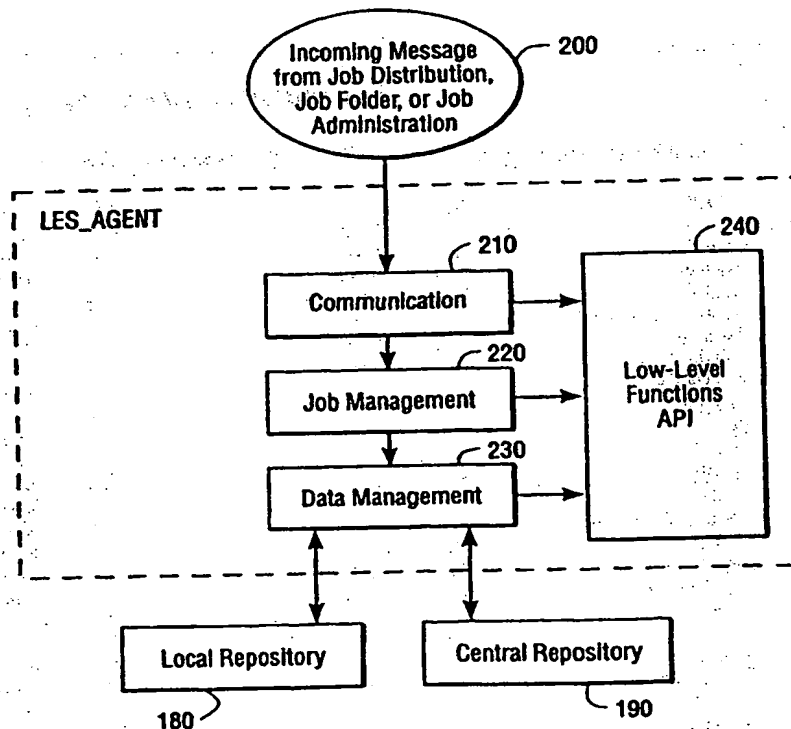 Incoming Message
from Job Distribution,
Job Folder, or Job
Administration
200
LES_AGENT
210
Communication
220
Job Management
230
Data Management
240
Low-Level
Functions
API
Local Repository
180
Central Repository
190